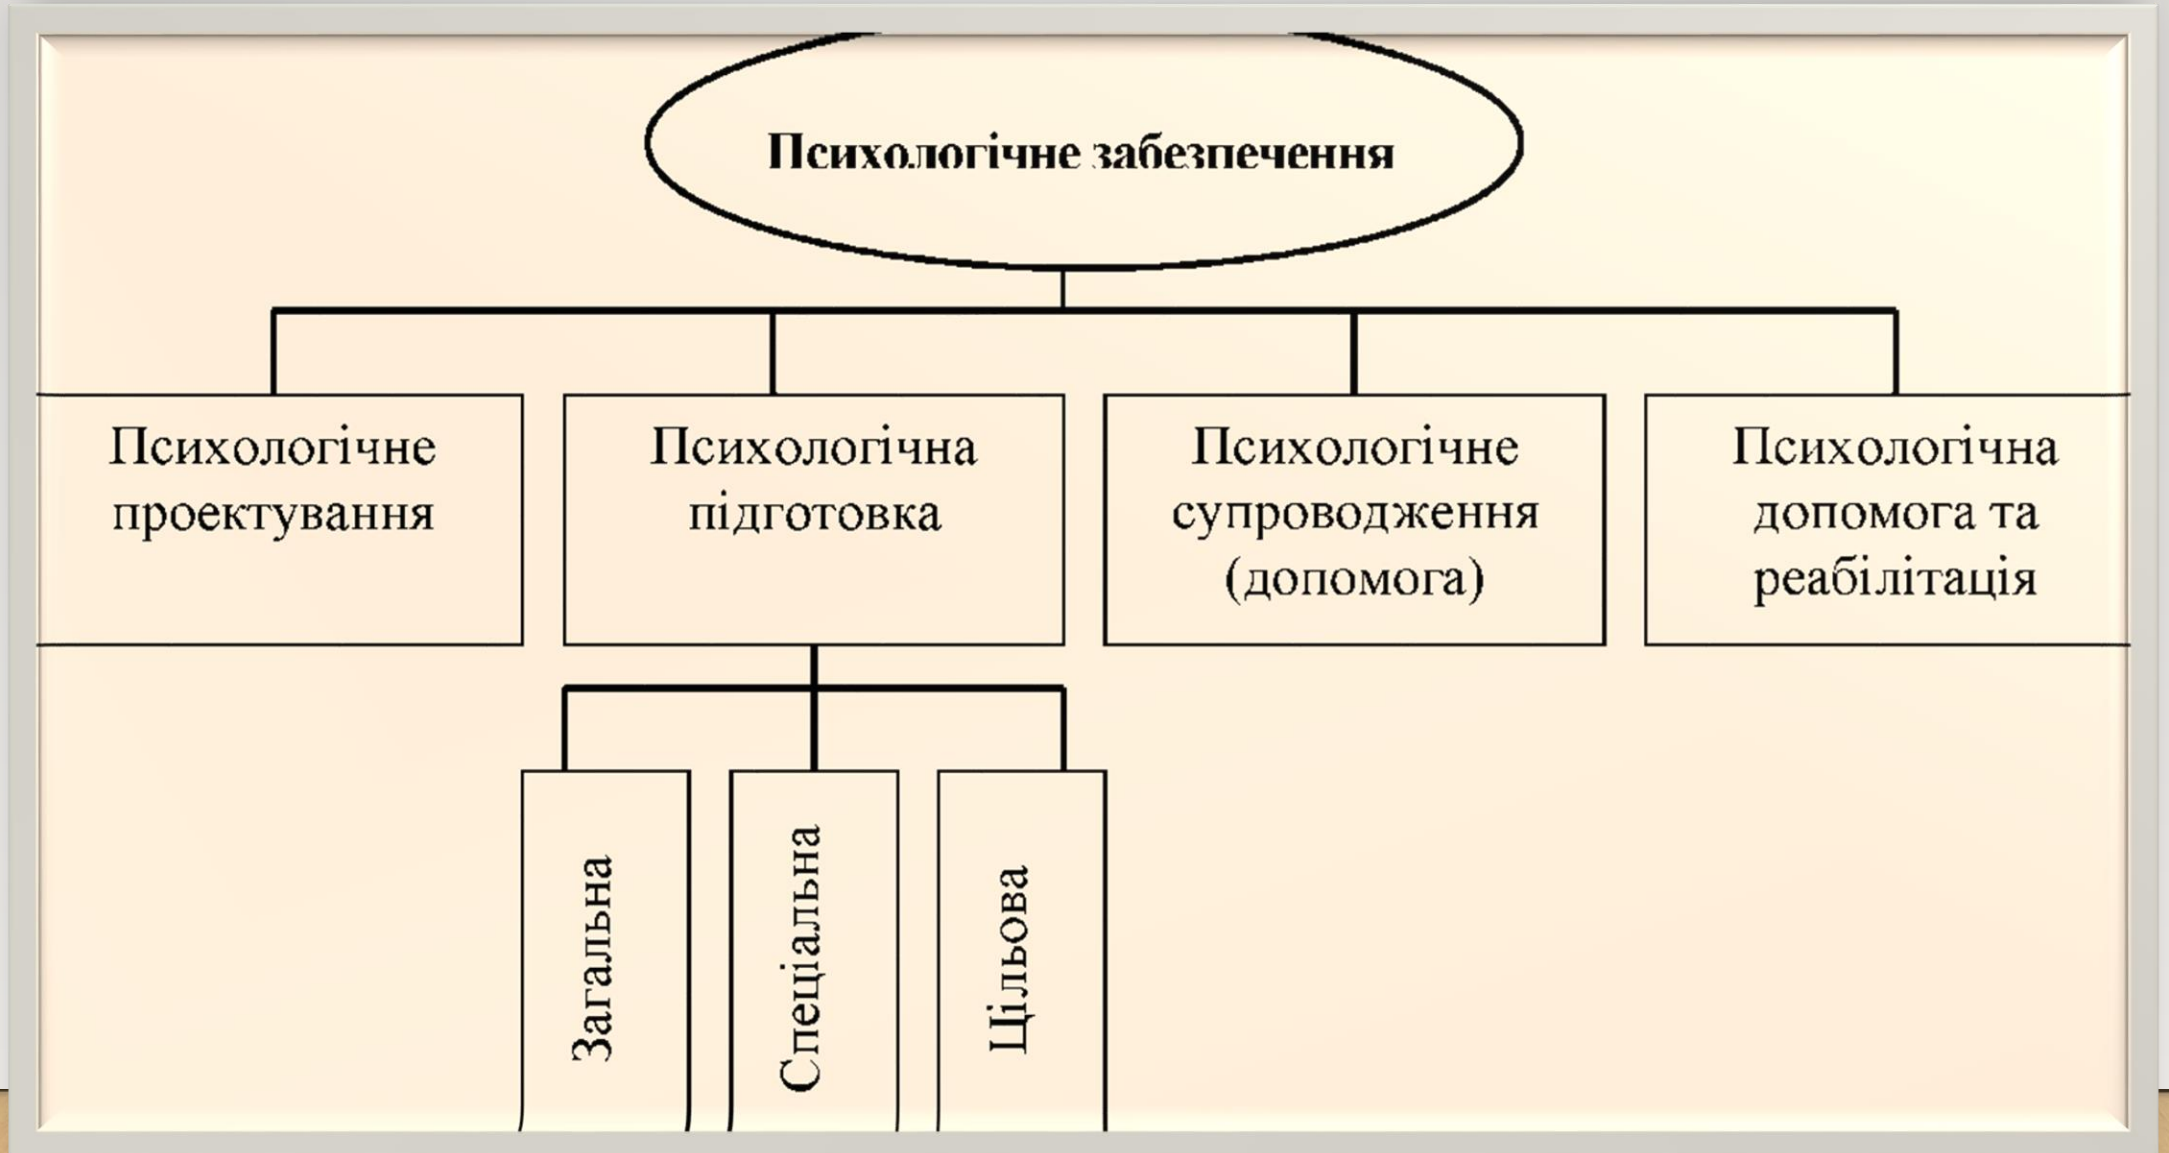 Психологічне забезпечення
Психологічне
проектування
Психологічна
підготовка
Психологічне
супроводження
(допомога)
Психологічна
допомога та
реабілітація
Загальна
Спеціальна
Цільова